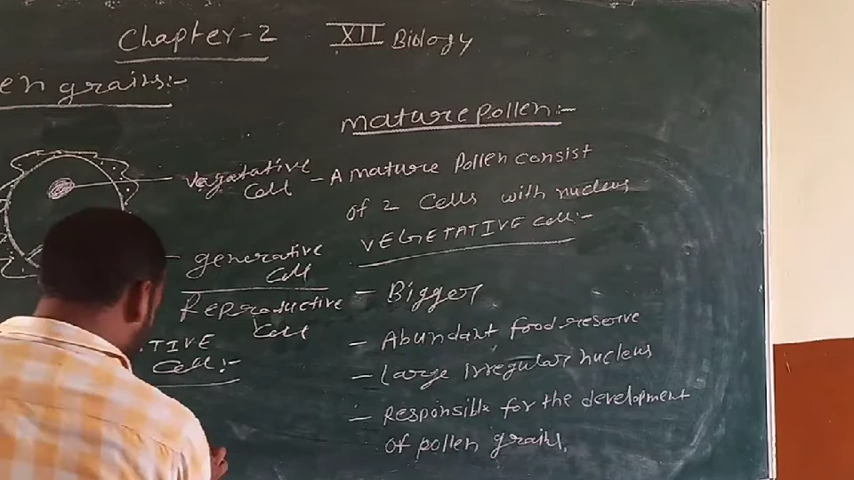 Chapter-2 XII Biology
en grains:-
Mature pollen:-
vegatative
cell
- A mature Pollen consist
of 2 cells with nucleus
VEGETATIVE cell:-
generative
cell
Reproductive
cell
- Bigger
- Abundant food reserve
- Large irregular nucleus
- Responsible for the development
of pollen grains.
TIVE
cell:-